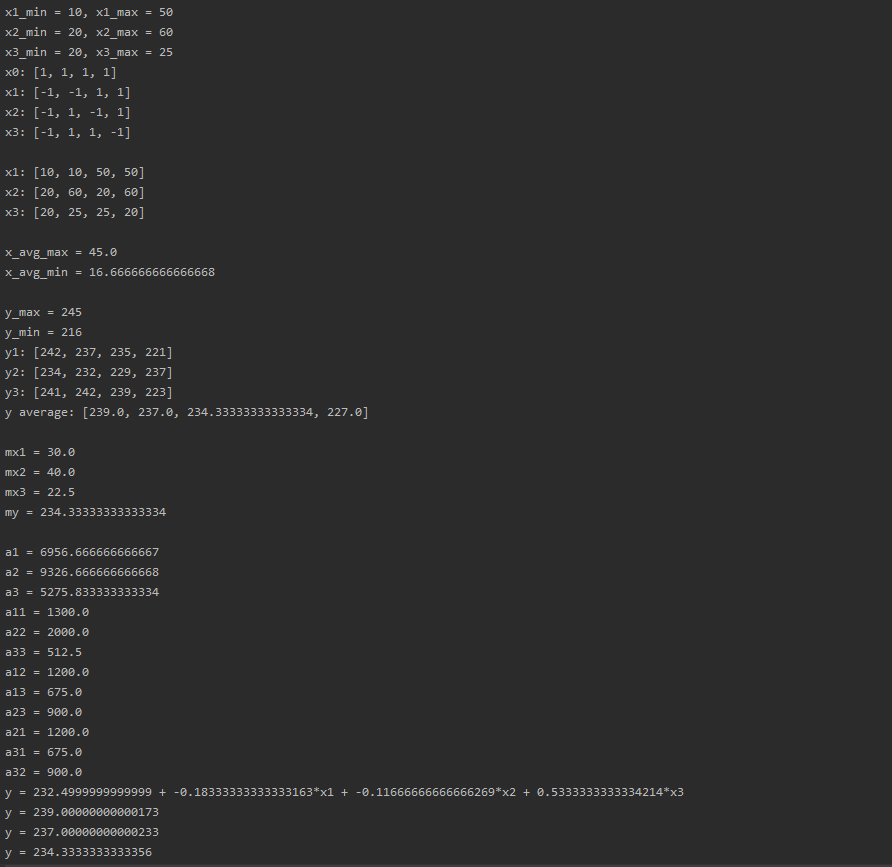 x1_min = 10, x1_max = 50
x2_min = 20, x2_max = 60
x3_min = 20, x3_max = 25
x0: [1, 1, 1, 1]
x1: [-1, -1, 1, 1]
x2: [-1, 1, -1, 1]
x3: [-1, 1, 1, -1]
x1: [10, 10, 50, 50]
x2: [20, 60, 20, 60]
x3: [20, 25, 25, 20]
x_avg_max = 45.0
x_avg_min = 16.666666666666668
y_max = 245
y_min = 216
y1: [242, 237, 235, 221]
y2: [234, 232, 229, 237]
y3: [241, 242, 239, 223]
y average: [239.0, 237.0, 234.33333333333334, 227.0]
mx1 = 30.0
mx2 = 40.0
mx3 = 22.5
my = 234.33333333333334
a1 = 6956.666666666667
a2 = 9326.666666666668
a3 = 5275.833333333334
a11 = 1300.0
a22 = 2000.0
a33 = 512.5
a12 = 1200.0
a13 = 675.0
a23 = 900.0
a21 = 1200.0
a31 = 675.0
a32 = 900.0
y = 232.4999999999999 + -0.18333333333333163*x1 + -0.11666666666666269*x2 + 0.5333333333334214*x3
y = 239.00000000000173
y = 237.00000000000233
y = 234.3333333333356